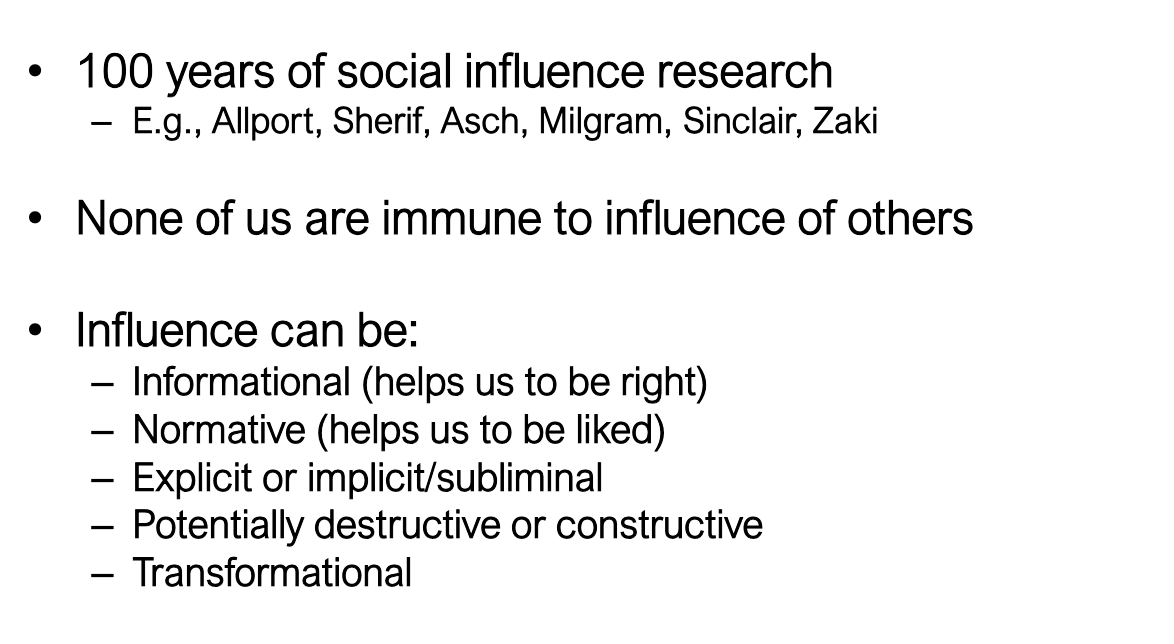 • 100 years of social influence research
– E.g., Allport, Sherif, Asch, Milgram, Sinclair, Zaki
• None of us are immune to influence of others
• Influence can be:
– Informational (helps us to be right)
– Normative (helps us to be liked)
– Explicit or implicit/subliminal
– Potentially destructive or constructive
– Transformational